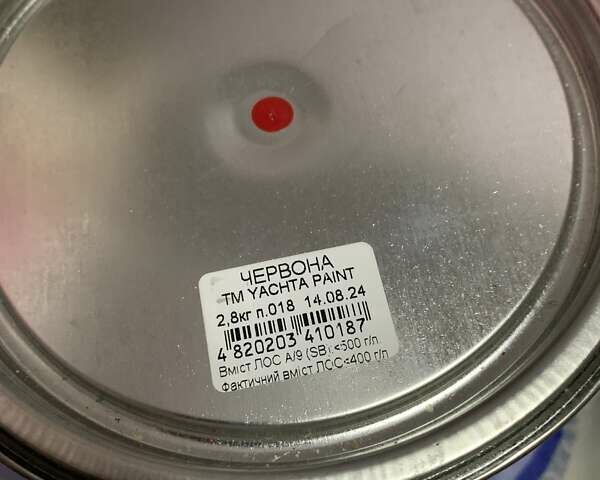 ЧЕРВОНА
ТМ YACHTA PAINT
2,8кг п.018 14.08.24
4 820203 410187
Вміст ЛОС А/9 (SB):<500 г/л
Фактичний вміст ЛОС<400 г/л